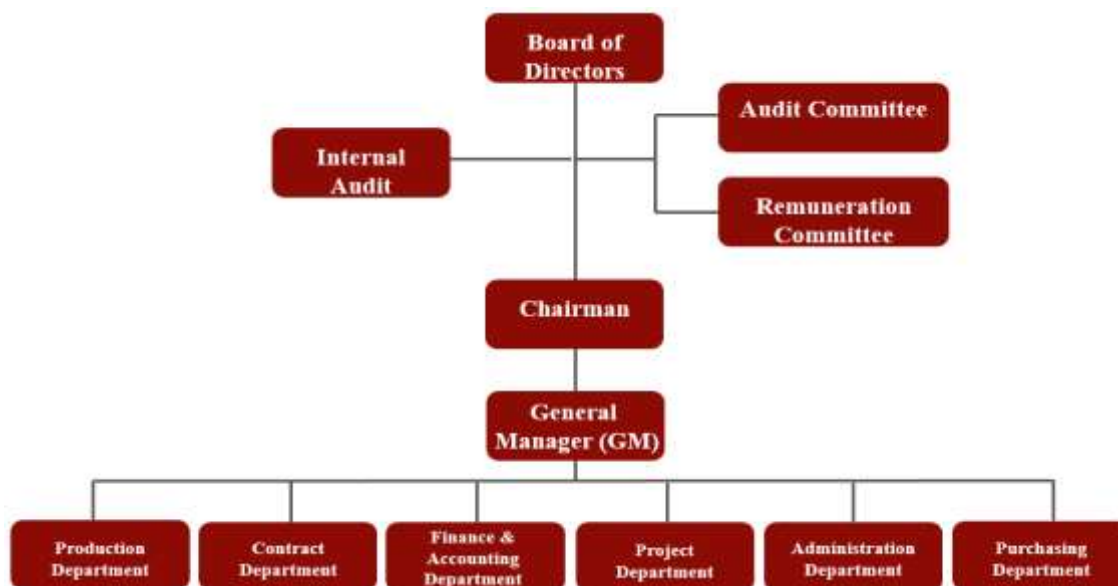 Board of
Directors
Audit Committee
Internal
Audit
Remuneration
Committee
Chairman
General
Manager (GM)
Production
Department
Contract
Department
Finance &
Accounting
Department
Project
Department
Administration
Department
Purchasing
Department